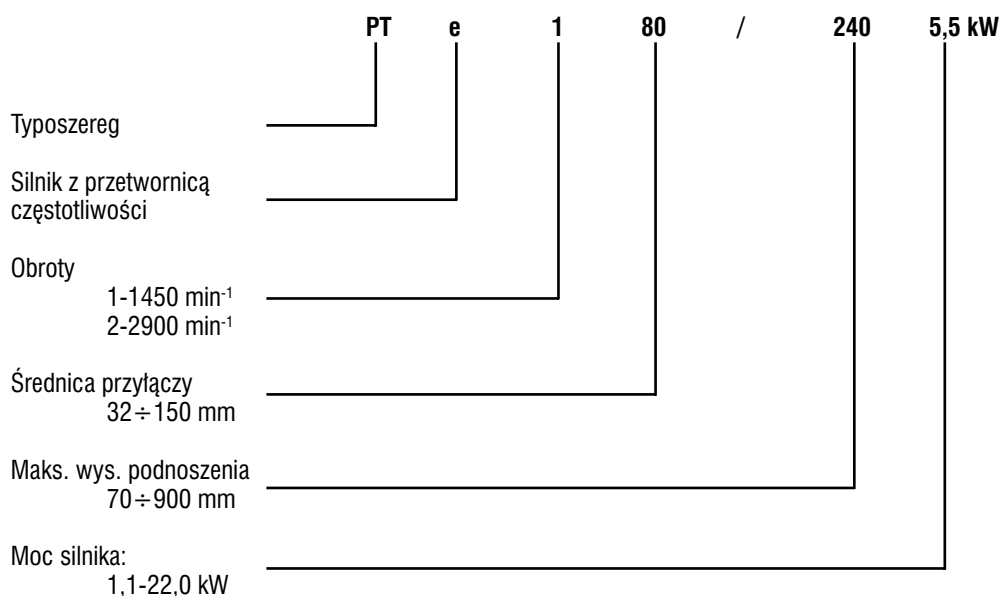 PT e 1 80 / 240 5,5 kW
Typoszereg
Silnik z przetwornicą
częstotliwości
Obroty
1-1450 min⁻¹
2-2900 min⁻¹
Średnica przyłączy
32÷150 mm
Maks. wys. podnoszenia
70÷900 mm
Moc silnika:
1,1-22,0 kW